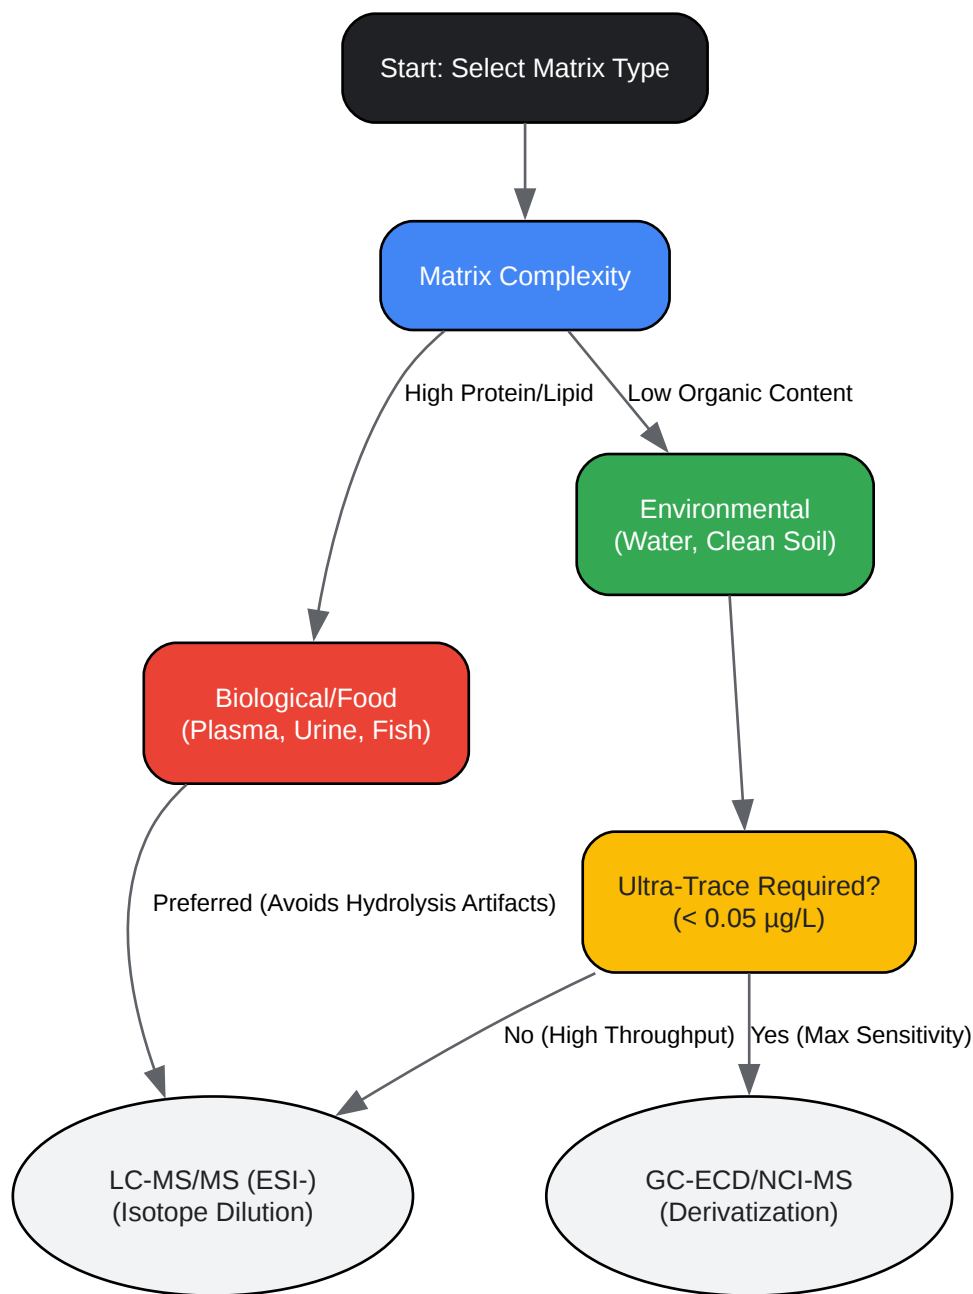 Start: Select Matrix Type
Matrix Complexity
High Protein/Lipid
Low Organic Content
Environmental
(Water, Clean Soil)
Biological/Food
(Plasma, Urine, Fish)
Ultra-Trace Required?
(< 0.05 µg/L)
Preferred (Avoids Hydrolysis Artifacts)
No (High Throughput)
Yes (Max Sensitivity)
LC-MS/MS (ESI-)
(Isotope Dilution)
GC-ECD/NCI-MS
(Derivatization)